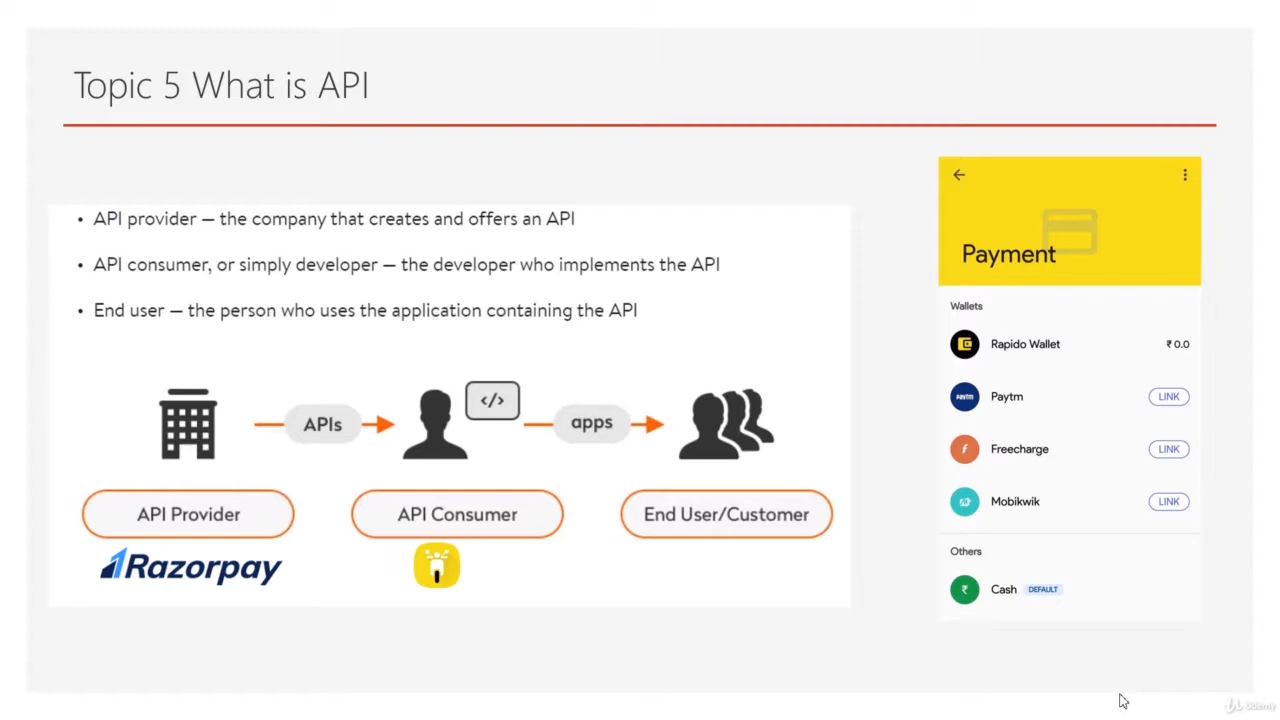 Topic 5 What is API
• API provider — the company that creates and offers an API
• API consumer, or simply developer — the developer who implements the API
• End user — the person who uses the application containing the API
APIs
</>
apps
API Provider
API Consumer
End User/Customer
Razorpay
Payment
Wallets
Rapido Wallet ₹ 0.0
Paytm LINK
Freecharge LINK
Mobikwik LINK
Others
₹ Cash DEFAULT
ûdemy